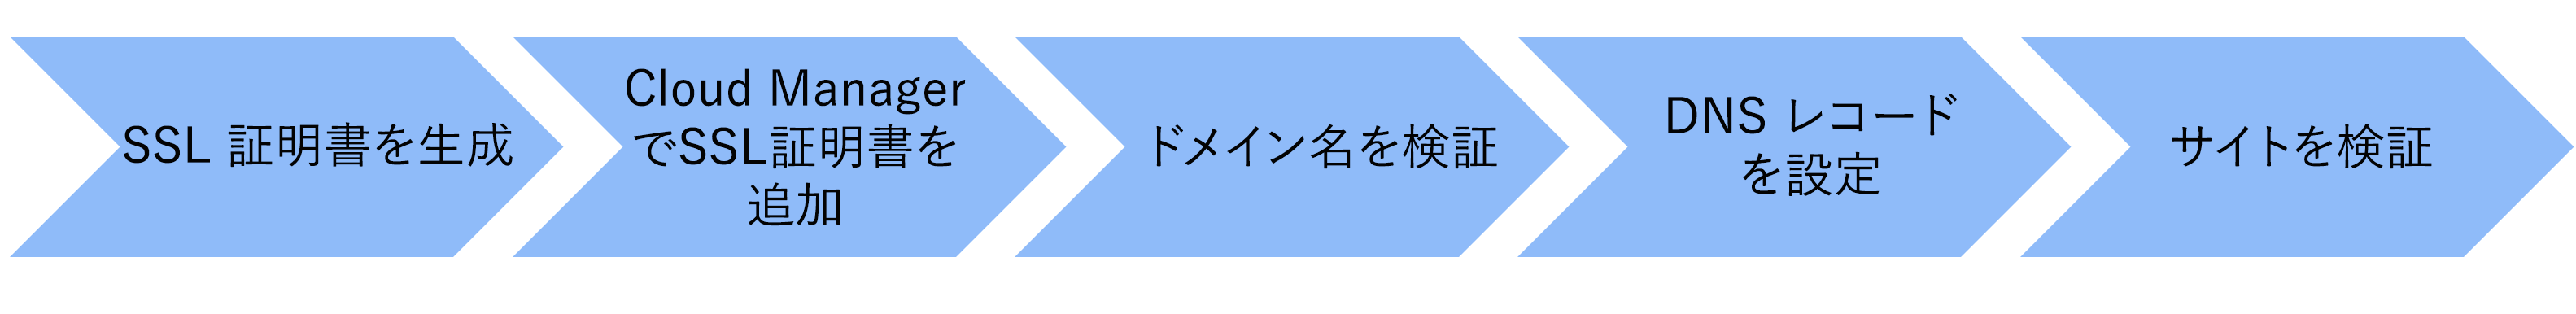 SSL 証明書を生成
Cloud Manager
でSSL証明書を
追加
ドメイン名を検証
DNS レコード
を設定
サイトを検証